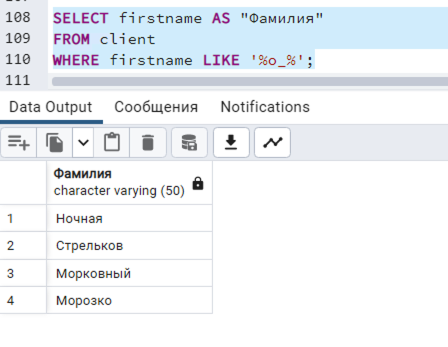 108 SELECT firstname AS "Фамилия"
109 FROM client
110 WHERE firstname LIKE '%о_%';
111
Data Output Сообщения Notifications
Фамилия
character varying (50)
1 Ночная
2 Стрельков
3 Морковный
4 Морозко